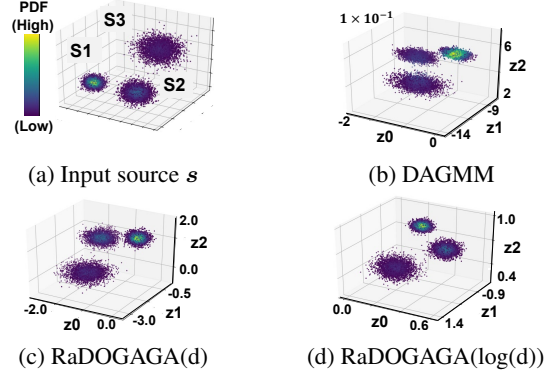 PDF
(High)
(Low)
S1
S2
S3
(a) Input source s
1 × 10⁻¹
6
z2
2
-9
z1
-14
-2
z0
0
(b) DAGMM
2.0
z2
0.0
-0.5
z1
-3.0
-2.0
z0
0.0
(c) RaDOGAGA(d)
1.0
z2
0.4
-0.9
z1
1.4
0.0
z0
0.6
(d) RaDOGAGA(log(d))